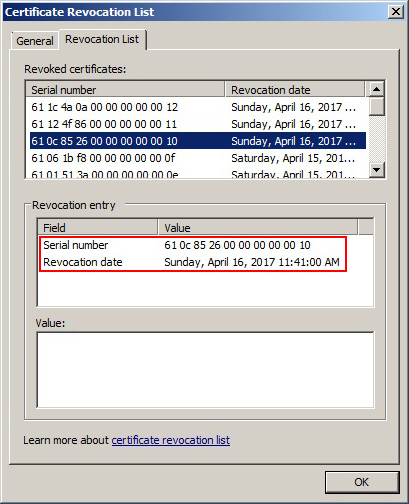 Certificate Revocation List
General Revocation List
Revoked certificates:
Serial number Revocation date
61 1c 4a 0a 00 00 00 00 00 12 Sunday, April 16, 2017 ...
61 12 4f 86 00 00 00 00 00 11 Sunday, April 16, 2017 ...
61 0c 85 26 00 00 00 00 00 10 Sunday, April 16, 2017 ...
61 06 1b f8 00 00 00 00 00 0f Saturday, April 15, 201...
61 01 51 3a 00 00 00 00 00 0e Saturday, April 15, 201...
Revocation entry
Field Value
Serial number 61 0c 85 26 00 00 00 00 00 10
Revocation date Sunday, April 16, 2017 11:41:00 AM
Value:
Learn more about certificate revocation list
OK